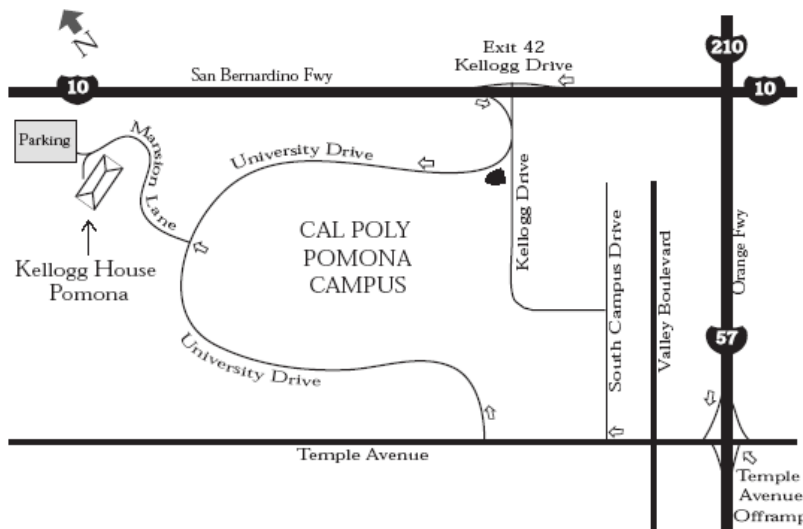 N
Exit 42
Kellogg Drive
210
San Bernardino Fwy
10
10
Parking
Mansion Lane
University Drive
Kellogg Drive
CAL POLY
POMONA
CAMPUS
South Campus Drive
Valley Boulevard
Orange Fwy
Kellogg House
Pomona
57
University Drive
Temple Avenue
Temple
Avenue
Offramp